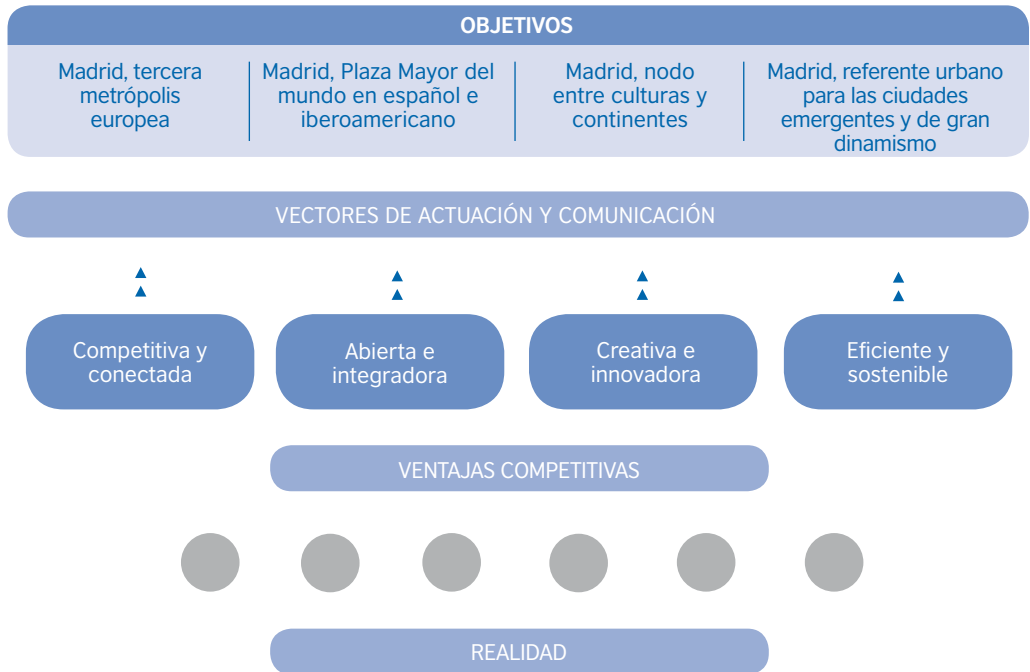 OBJETIVOS
Madrid, tercera
metrópolis
europea
Madrid, Plaza Mayor del
mundo en español e
iberoamericano
Madrid, nodo
entre culturas y
continentes
Madrid, referente urbano
para las ciudades
emergentes y de gran
dinamismo
VECTORES DE ACTUACIÓN Y COMUNICACIÓN
Competitiva y
conectada
Abierta e
integradora
Creativa e
innovadora
Eficiente y
sostenible
VENTAJAS COMPETITIVAS
REALIDAD